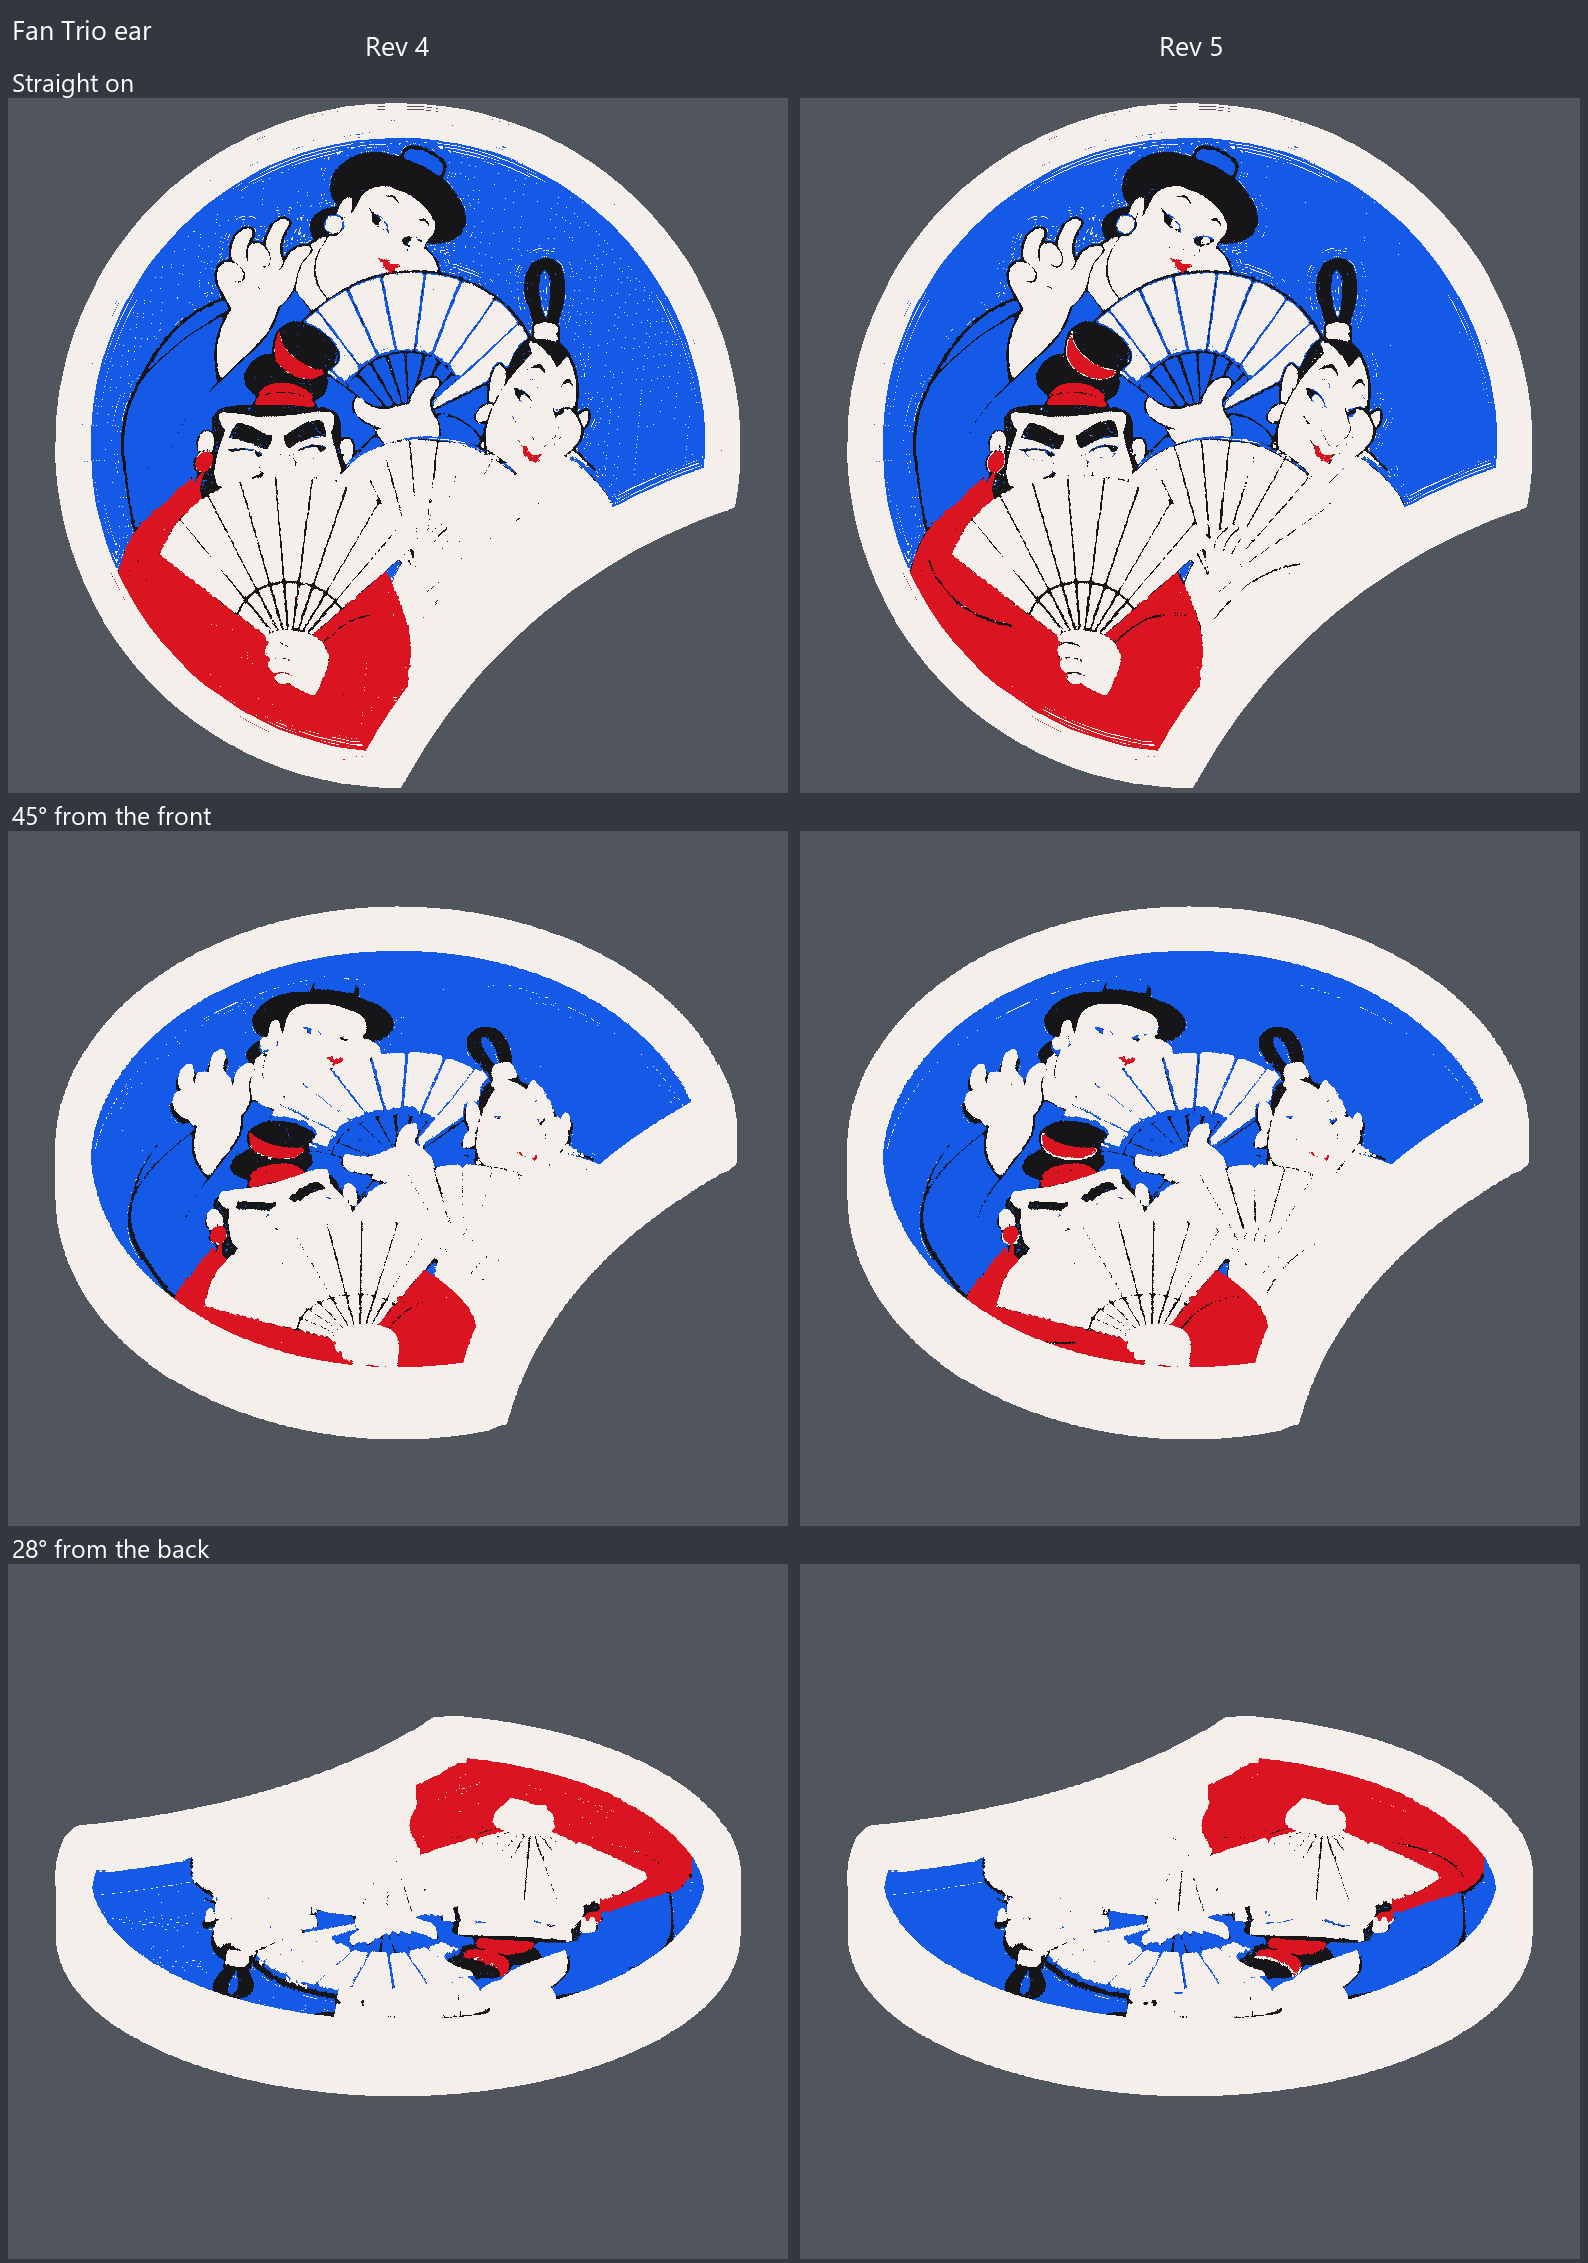 Fan Trio ear
Rev 4
Rev 5
Straight on
45° from the front
28° from the back